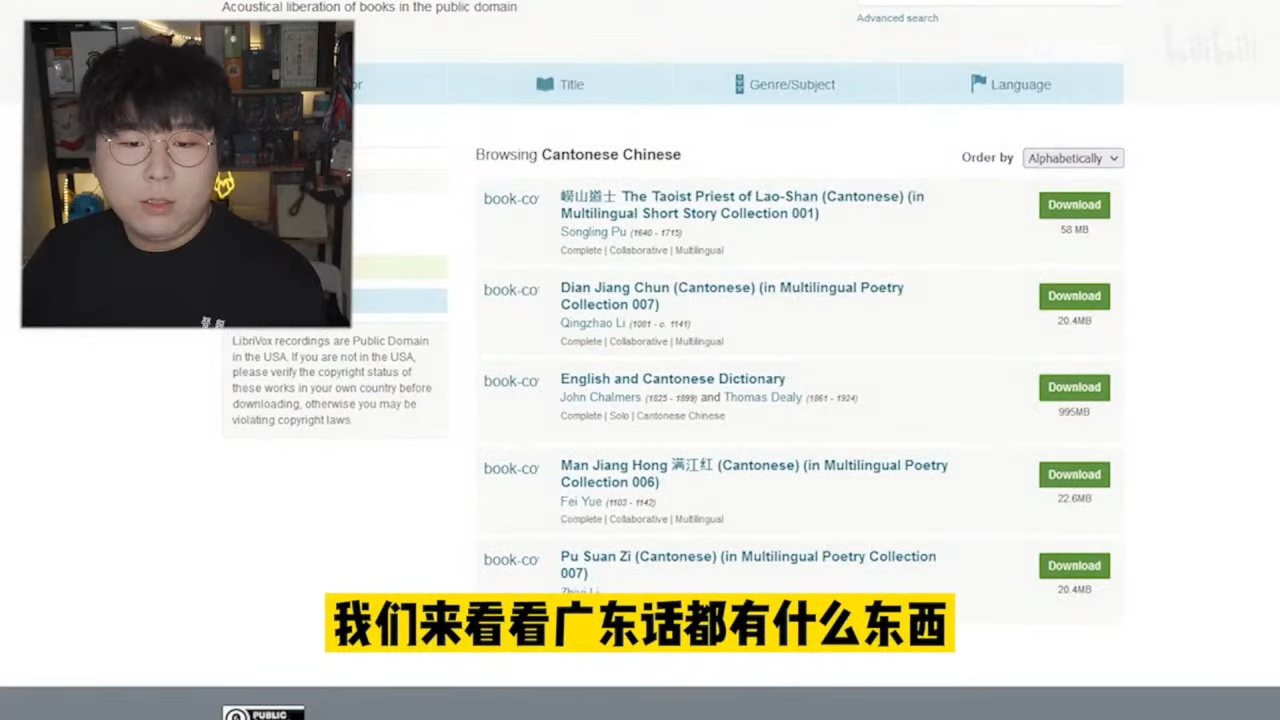 Acoustical liberation of books in the public domain
Advanced search
bilibili
or
Title
Genre/Subject
Language
Browsing Cantonese Chinese
Order by
Alphabetically
book-co
崂山道士 The Taoist Priest of Lao-Shan (Cantonese) (in
Multilingual Short Story Collection 001)
Songling Pu (1640 - 1715)
Complete | Collaborative | Multilingual
Download
58 MB
book-co
Dian Jiang Chun (Cantonese) (in Multilingual Poetry
Collection 007)
Qingzhao Li (1081 - c. 1141)
Complete | Collaborative | Multilingual
Download
20.4MB
book-co
English and Cantonese Dictionary
John Chalmers (1825 - 1899) and Thomas Dealy (1861 - 1924)
Complete | Solo | Cantonese Chinese
Download
995MB
book-co
Man Jiang Hong 满江红 (Cantonese) (in Multilingual Poetry
Collection 006)
Fei Yue (1103 - 1142)
Complete | Collaborative | Multilingual
Download
22.6MB
book-co
Pu Suan Zi (Cantonese) (in Multilingual Poetry Collection
007)
Download
20.4MB
LibriVox recordings are Public Domain
in the USA. If you are not in the USA,
please verify the copyright status of
these works in your own country before
downloading, otherwise you may be
violating copyright laws.
我们来看看广东话都有什么东西
PUBLIC